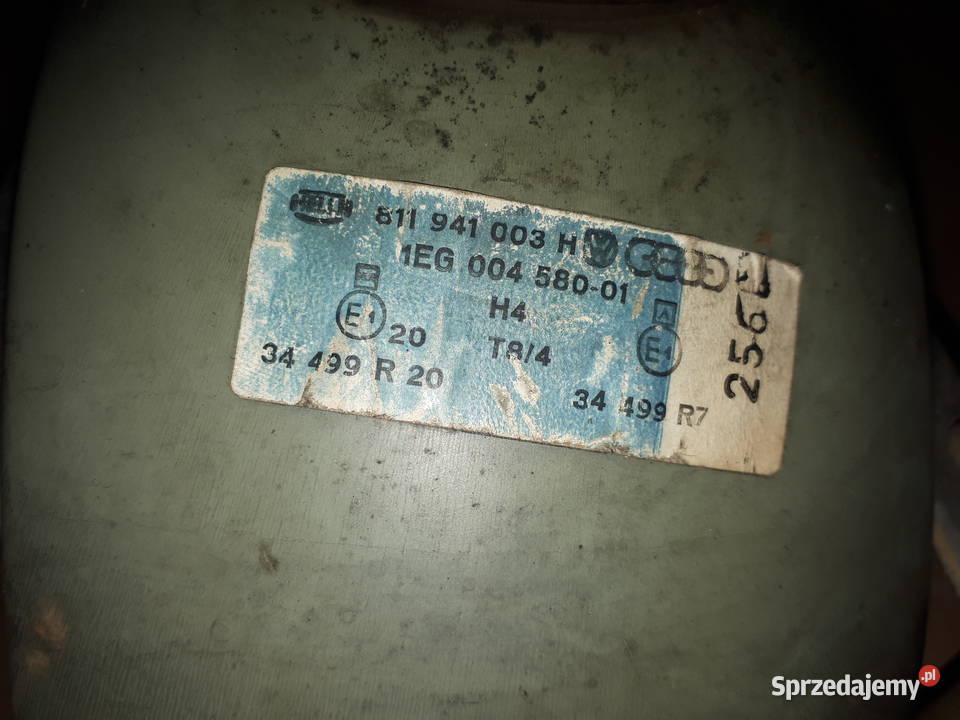 HELLA 811 941 003 H
1EG 004 580-01
H4
A
E1 20
T8/4
E1
34 499 R 20
34 499 R7
Sprzedajemy.pl